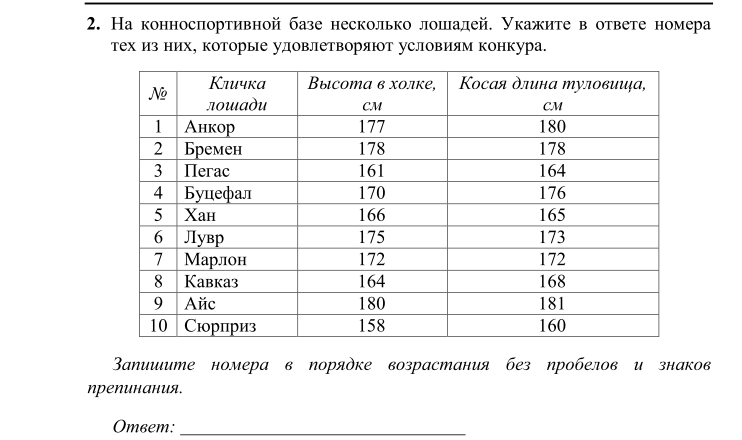 2. На конноспортивной базе несколько лошадей. Укажите в ответе номера
тех из них, которые удовлетворяют условиям конкура.
№ Кличка лошади Высота в холке, см Косая длина туловища, см
1 Анкор 177 180
2 Бремен 178 178
3 Пегас 161 164
4 Буцефал 170 176
5 Хан 166 165
6 Лувр 175 173
7 Марлон 172 172
8 Кавказ 164 168
9 Айс 180 181
10 Сюрприз 158 160
Запишите номера в порядке возрастания без пробелов и знаков
препинания.
Ответ: